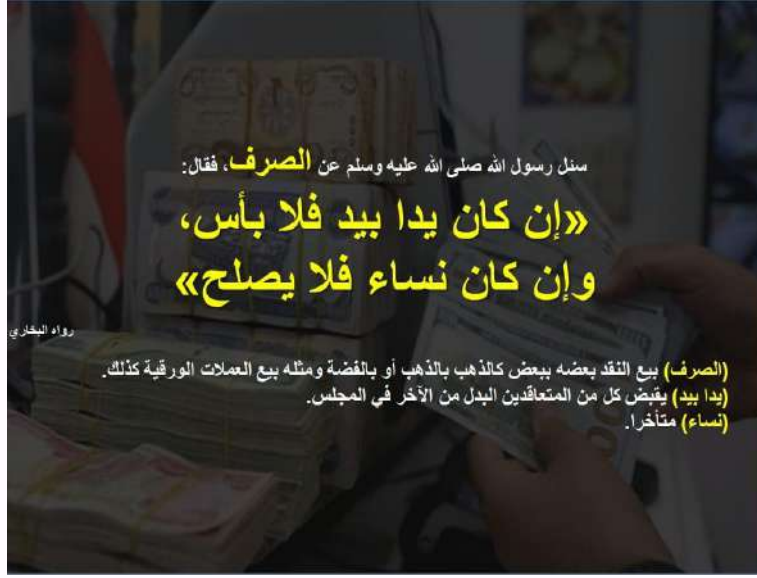 سئل رسول الله صلى الله عليه وسلم عن الصرف، فقال:
«إن كان يدا بيد فلا بأس،
وإن كان نساء فلا يصلح»
رواه البخاري
(الصرف) بيع النقد بعضه ببعض كالذهب بالذهب أو بالفضة ومثله بيع العملات الورقية كذلك.
(يدا بيد) يقبض كل من المتعاقدين البدل من الآخر في المجلس.
(نساء) متأخرا.